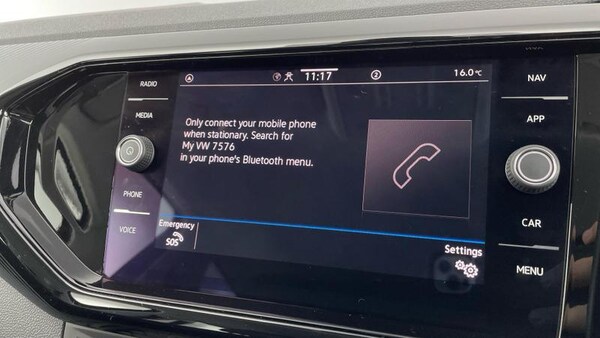 RADIO
MEDIA
PHONE
VOICE
A
11:17
2
16.0 °C
Only connect your mobile phone
when stationary. Search for
My VW 7576
in your phone's Bluetooth menu.
Emergency
SOS
Settings
NAV
APP
CAR
MENU